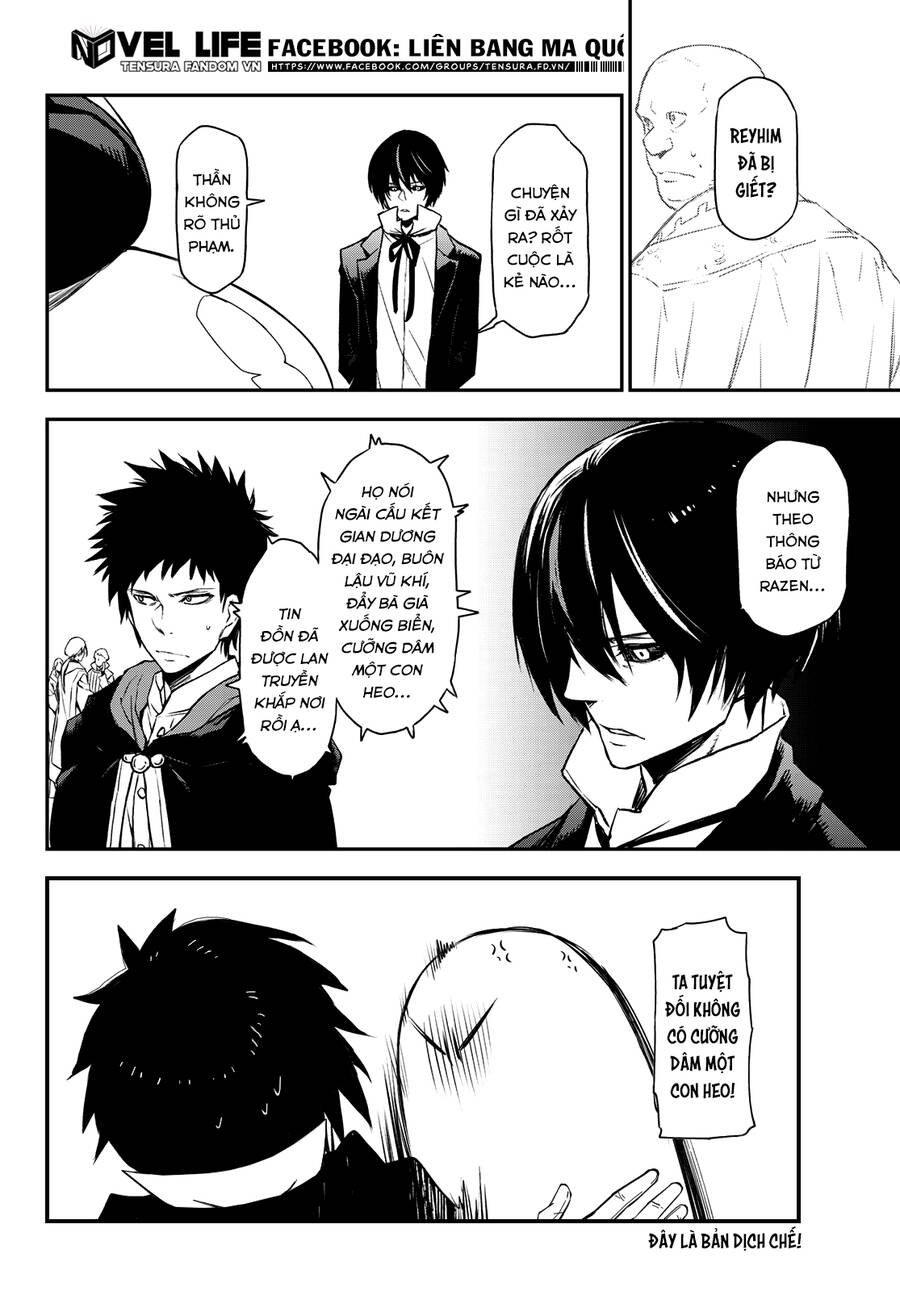 NOVEL LIFE
TENSURA FANDOM VN
FACEBOOK: LIÊN BANG MA QUỐ
HTTPS://WWW.FACEBOOK.COM/GROUPS/TENSURA.FD.VN/
REYHIM
ĐÃ BỊ
GIẾT?
CHUYỆN
GÌ ĐÃ XẢY
RA? RỐT
CUỘC LÀ
KẺ NÀO...
THẦN
KHÔNG
RÕ THỦ
PHẠM.
NHƯNG
THEO
THÔNG
BÁO TỪ
RAZEN...
HỌ NÓI
NGÀI CẤU KẾT
GIAN DƯƠNG
ĐẠI ĐẠO, BUÔN
LẬU VŨ KHÍ,
ĐẨY BÀ GIÀ
XUỐNG BIỂN,
CƯỠNG DÂM
MỘT CON
HEO...
TIN
ĐỒN ĐÃ
ĐƯỢC LAN
TRUYỀN
KHẮP NƠI
RỒI Ạ...
TA TUYỆT
ĐỐI KHÔNG
CÓ CƯỠNG
DÂM MỘT
CON HEO!
ĐÂY LÀ BẢN DỊCH CHẾ!